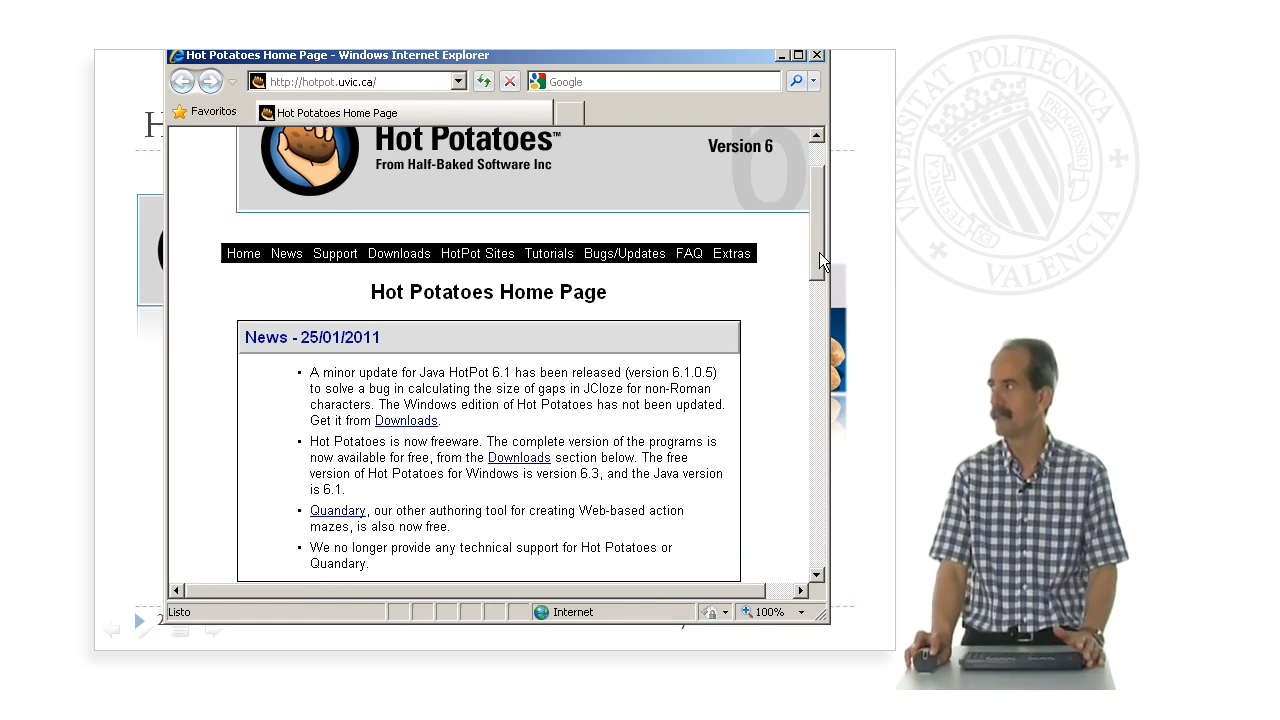 Hot Potatoes Home Page - Windows Internet Explorer
http://hotpot.uvic.ca/
Google
Favoritos
Hot Potatoes Home Page
H
Hot Potatoes™
From Half-Baked Software Inc
Version 6
6
Home News Support Downloads HotPot Sites Tutorials Bugs/Updates FAQ Extras
Hot Potatoes Home Page
News - 25/01/2011
• A minor update for Java HotPot 6.1 has been released (version 6.1.0.5)
to solve a bug in calculating the size of gaps in JCloze for non-Roman
characters. The Windows edition of Hot Potatoes has not been updated.
Get it from Downloads.
• Hot Potatoes is now freeware. The complete version of the programs is
now available for free, from the Downloads section below. The free
version of Hot Potatoes for Windows is version 6.3, and the Java version
is 6.1.
• Quandary, our other authoring tool for creating Web-based action
mazes, is also now free.
• We no longer provide any technical support for Hot Potatoes or
Quandary.
Listo
Internet
100%
2
UNIVERSITAT POLITÈCNICA
VALÈNCIA